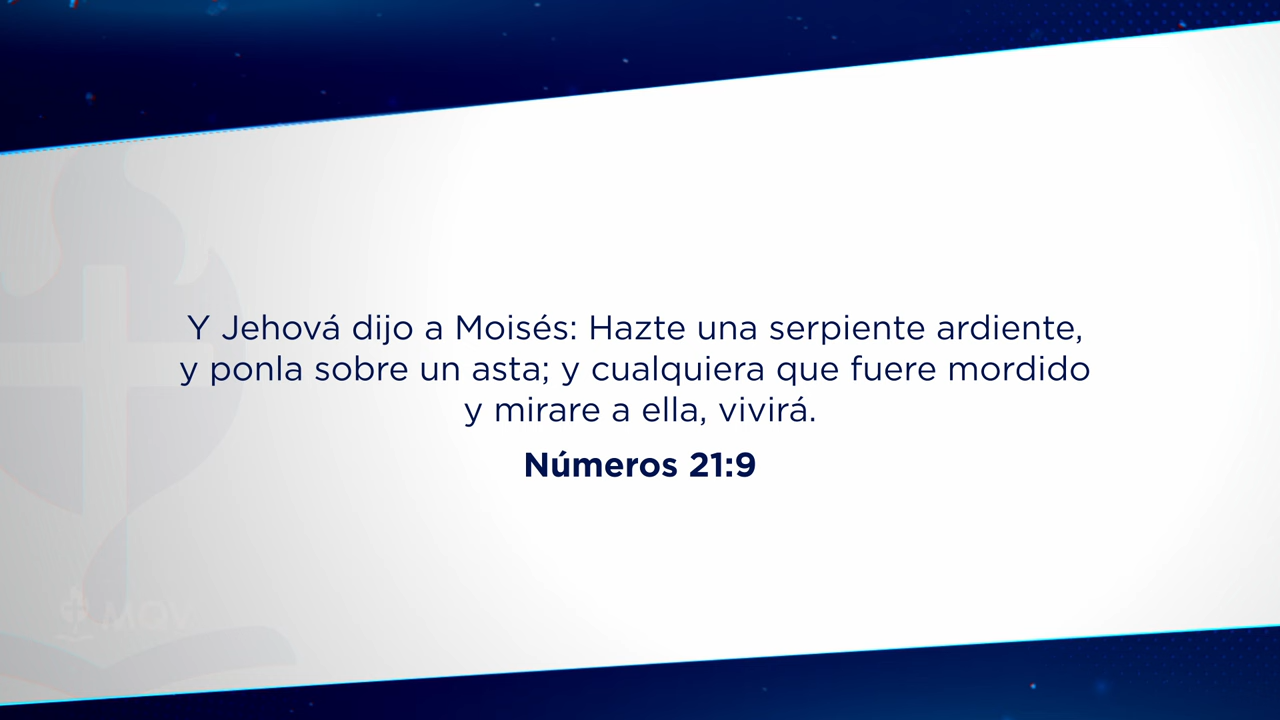 Y Jehová dijo a Moisés: Hazte una serpiente ardiente,
y ponla sobre un asta; y cualquiera que fuere mordido
y mirare a ella, vivirá.
Números 21:9